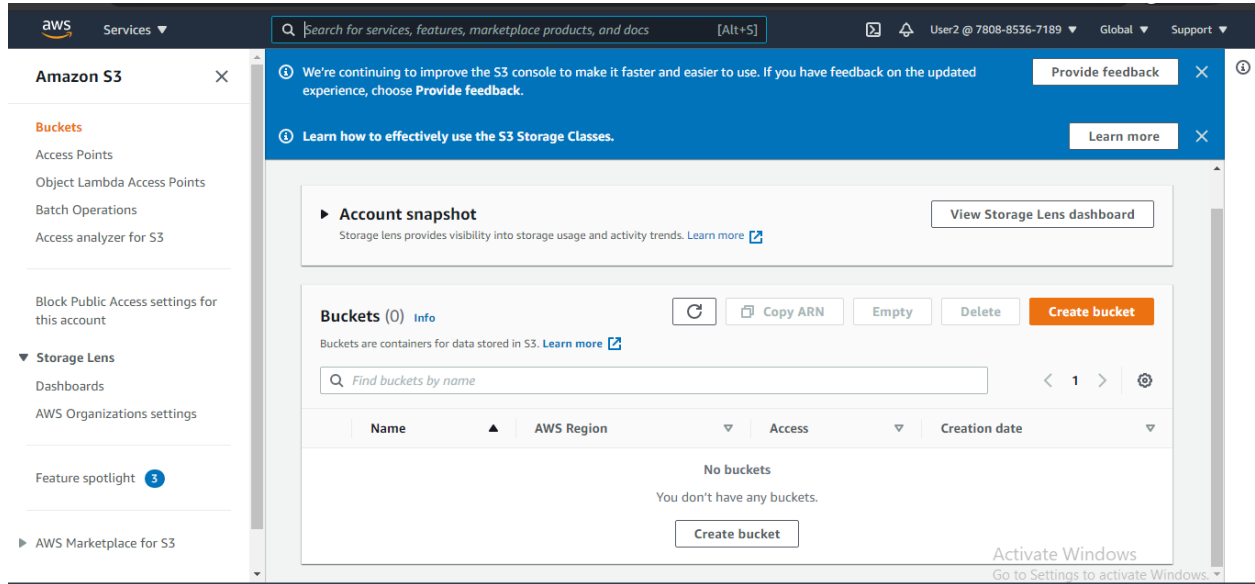 aws
Services
Search for services, features, marketplace products, and docs [Alt+S]
User2 @ 7808-8536-7189
Global
Support
Amazon S3
Buckets
Access Points
Object Lambda Access Points
Batch Operations
Access analyzer for S3
Block Public Access settings for
this account
Storage Lens
Dashboards
AWS Organizations settings
Feature spotlight 3
AWS Marketplace for S3
We're continuing to improve the S3 console to make it faster and easier to use. If you have feedback on the updated
experience, choose Provide feedback.
Provide feedback
Learn how to effectively use the S3 Storage Classes.
Learn more
Account snapshot
Storage lens provides visibility into storage usage and activity trends. Learn more
View Storage Lens dashboard
Buckets (0) Info
Copy ARN
Empty
Delete
Create bucket
Buckets are containers for data stored in S3. Learn more
Find buckets by name
1
Name
AWS Region
Access
Creation date
No buckets
You don't have any buckets.
Create bucket
Activate Windows
Go to Settings to activate Windows.